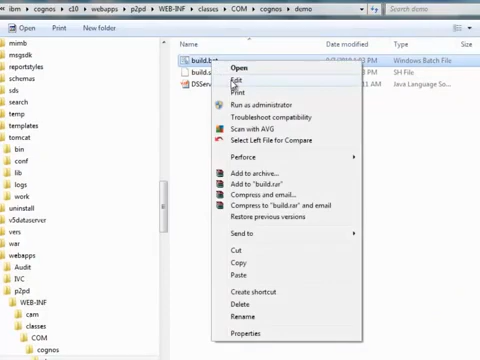 ibm ▸ cognos ▸ c10 ▸ webapps ▸ p2pd ▸ WEB-INF ▸ classes ▸ COM ▸ cognos ▸ demo
Search demo
Open Print New folder
mimb
msgsdk
reportstyles
schemas
sds
search
temp
templates
tomcat
bin
conf
lib
logs
work
uninstall
v5dataserver
vers
war
webapps
Audit
IVC
p2pd
WEB-INF
cam
classes
COM
cognos
Name Date modified Type
build.bat Windows Batch File
SH File
Java Language So...
Open
Edit
Print
Run as administrator
Troubleshoot compatibility
Scan with AVG
Select Left File for Compare
Perforce
Add to archive...
Add to "build.rar"
Compress and email...
Compress to "build.rar" and email
Restore previous versions
Send to
Cut
Copy
Paste
Create shortcut
Delete
Rename
Properties